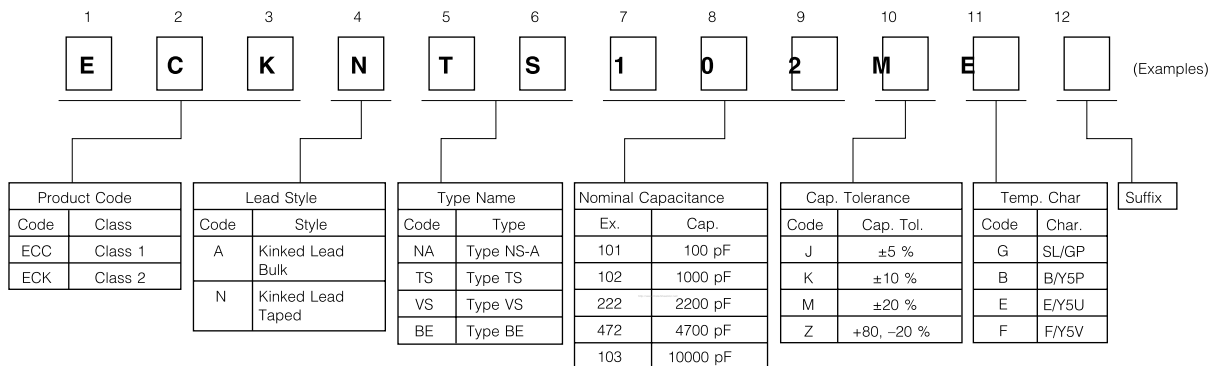 1 2 3 4 5 6 7 8 9 10 11 12
E C K N T S 1 0 2 M E (Examples)
Product Code
Code Class
ECC Class 1
ECK Class 2
Lead Style
Code Style
A Kinked Lead
Bulk
N Kinked Lead
Taped
Type Name
Code Type
NA Type NS-A
TS Type TS
VS Type VS
BE Type BE
Nominal Capacitance
Ex. Cap.
101 100 pF
102 1000 pF
222 2200 pF
472 4700 pF
103 10000 pF
Cap. Tolerance
Code Cap. Tol.
J ±5 %
K ±10 %
M ±20 %
Z +80, –20 %
Temp. Char
Code Char.
G SL/GP
B B/Y5P
E E/Y5U
F F/Y5V
Suffix